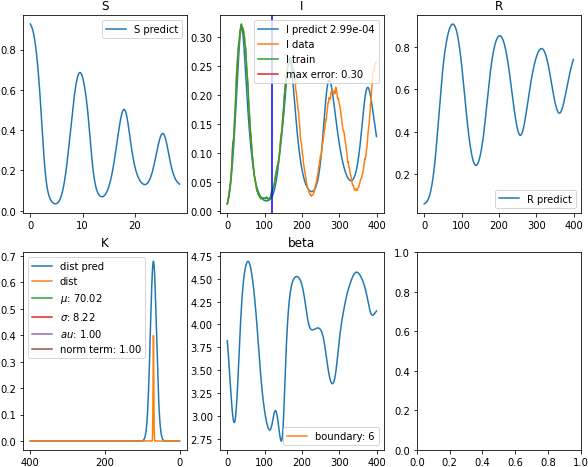 S
I
R
S predict
I predict 2.99e-04
I data
I train
max error: 0.30
R predict
0.8
0.6
0.4
0.2
0.0
0 10 20
0.30
0.25
0.20
0.15
0.10
0.05
0.00
0 100 200 300 400
0.8
0.6
0.4
0.2
0 100 200 300 400
K
beta
dist pred
dist
μ: 70.02
σ: 8.22
au: 1.00
norm term: 1.00
boundary: 6
0.7
0.6
0.5
0.4
0.3
0.2
0.1
0.0
400 200 0
4.75
4.50
4.25
4.00
3.75
3.50
3.25
3.00
2.75
0 100 200 300 400
1.0
0.8
0.6
0.4
0.2
0.0
0.0 0.2 0.4 0.6 0.8 1.0